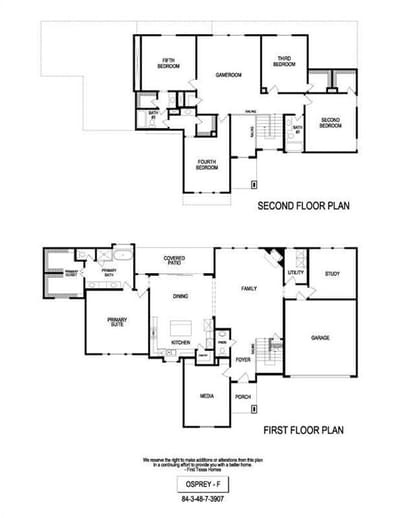 FIFTH
BEDROOM
GAMEROOM
THIRD
BEDROOM
BATH
RAILING
RAILING
BATH
SECOND
BEDROOM
FOURTH
BEDROOM
SECOND FLOOR PLAN
PRIMARY
CLOSET
PRIMARY
BATH
COVERED
PATIO
FAMILY
UTILITY
STUDY
DINING
PRIMARY
SUITE
KITCHEN
GARAGE
FOYER
MEDIA
PORCH
FIRST FLOOR PLAN
We reserve the right to make additions or alterations from this plan
in a continuing effort to provide you with a better home.
- First Texas Homes
OSPREY - F
84-3-48-7-3907